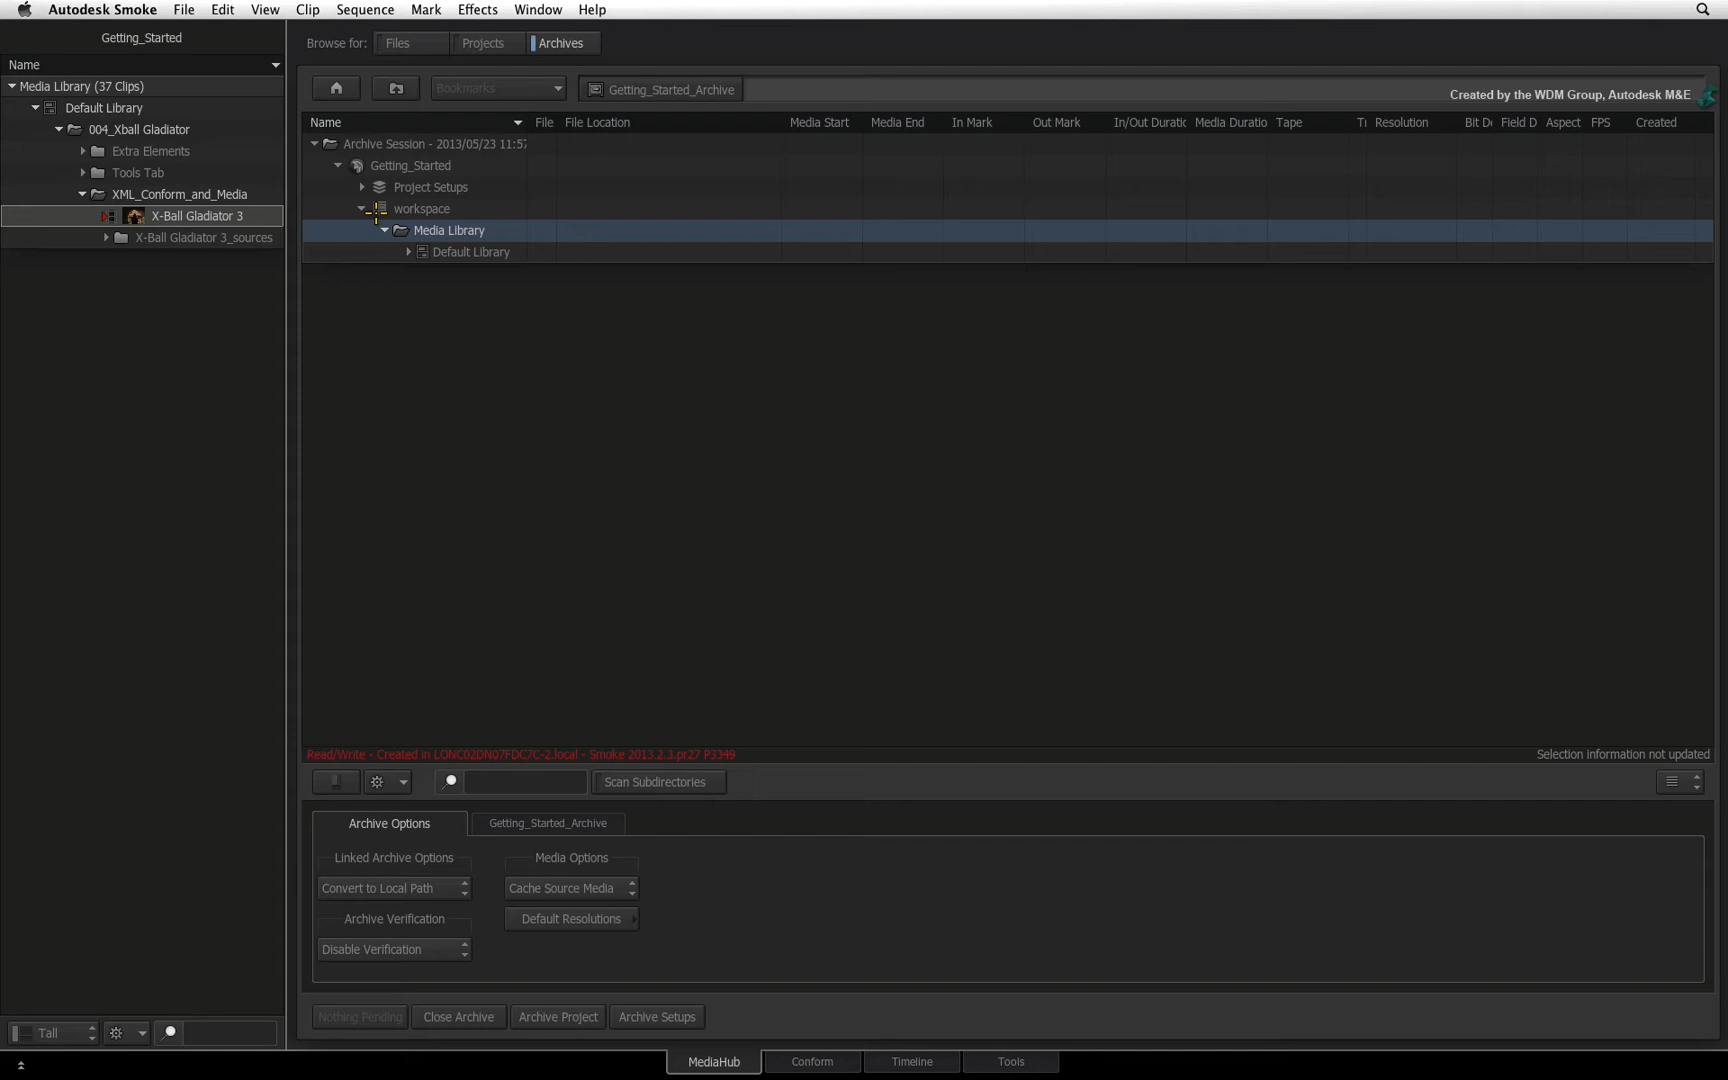 Autodesk Smoke File Edit View Clip Sequence Mark Effects Window Help
Getting_Started
Name
Media Library (37 Clips)
Default Library
004_Xball Gladiator
Extra Elements
Tools Tab
XML_Conform_and_Media
X-Ball Gladiator 3
X-Ball Gladiator 3_sources
Tall
Browse for: Files Projects Archives
Bookmarks Getting_Started_Archive
Created by the WDM Group, Autodesk M&E
Name File File Location Media Start Media End In Mark Out Mark In/Out Duratic Media Duratio Tape Tr Resolution Bit De Field D Aspect FPS Created
Archive Session - 2013/05/23 11:57
Getting_Started
Project Setups
workspace
Media Library
Default Library
Read/Write - Created in LONC02DN07FDC7C-2.local - Smoke 2013.2.3.pr27 P3349 Selection information not updated
Scan Subdirectories
Archive Options Getting_Started_Archive
Linked Archive Options Media Options
Convert to Local Path Cache Source Media
Archive Verification Default Resolutions
Disable Verification
Nothing Pending Close Archive Archive Project Archive Setups
MediaHub Conform Timeline Tools